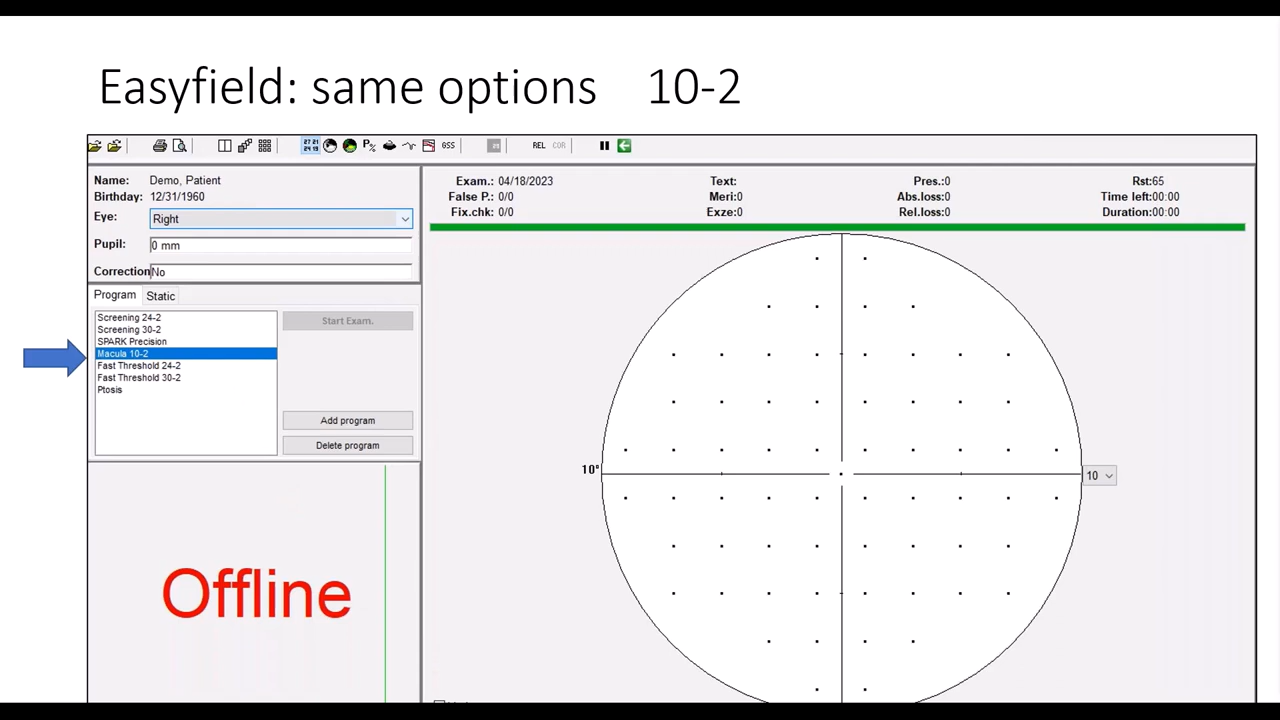 Easyfield: same options 10-2
REL COR
GSS
Name: Demo, Patient
Birthday: 12/31/1960
Eye: Right
Pupil: 0 mm
Correction No
Exam.: 04/18/2023 Text: Pres.:0 Rst:65
False P.: 0/0 Meri:0 Abs.loss:0 Time left:00:00
Fix.chk: 0/0 Exze:0 Rel.loss:0 Duration:00:00
Program Static
Screening 24-2
Screening 30-2
SPARK Precision
Macula 10-2
Fast Threshold 24-2
Fast Threshold 30-2
Ptosis
Start Exam.
Add program
Delete program
10°
10
Offline